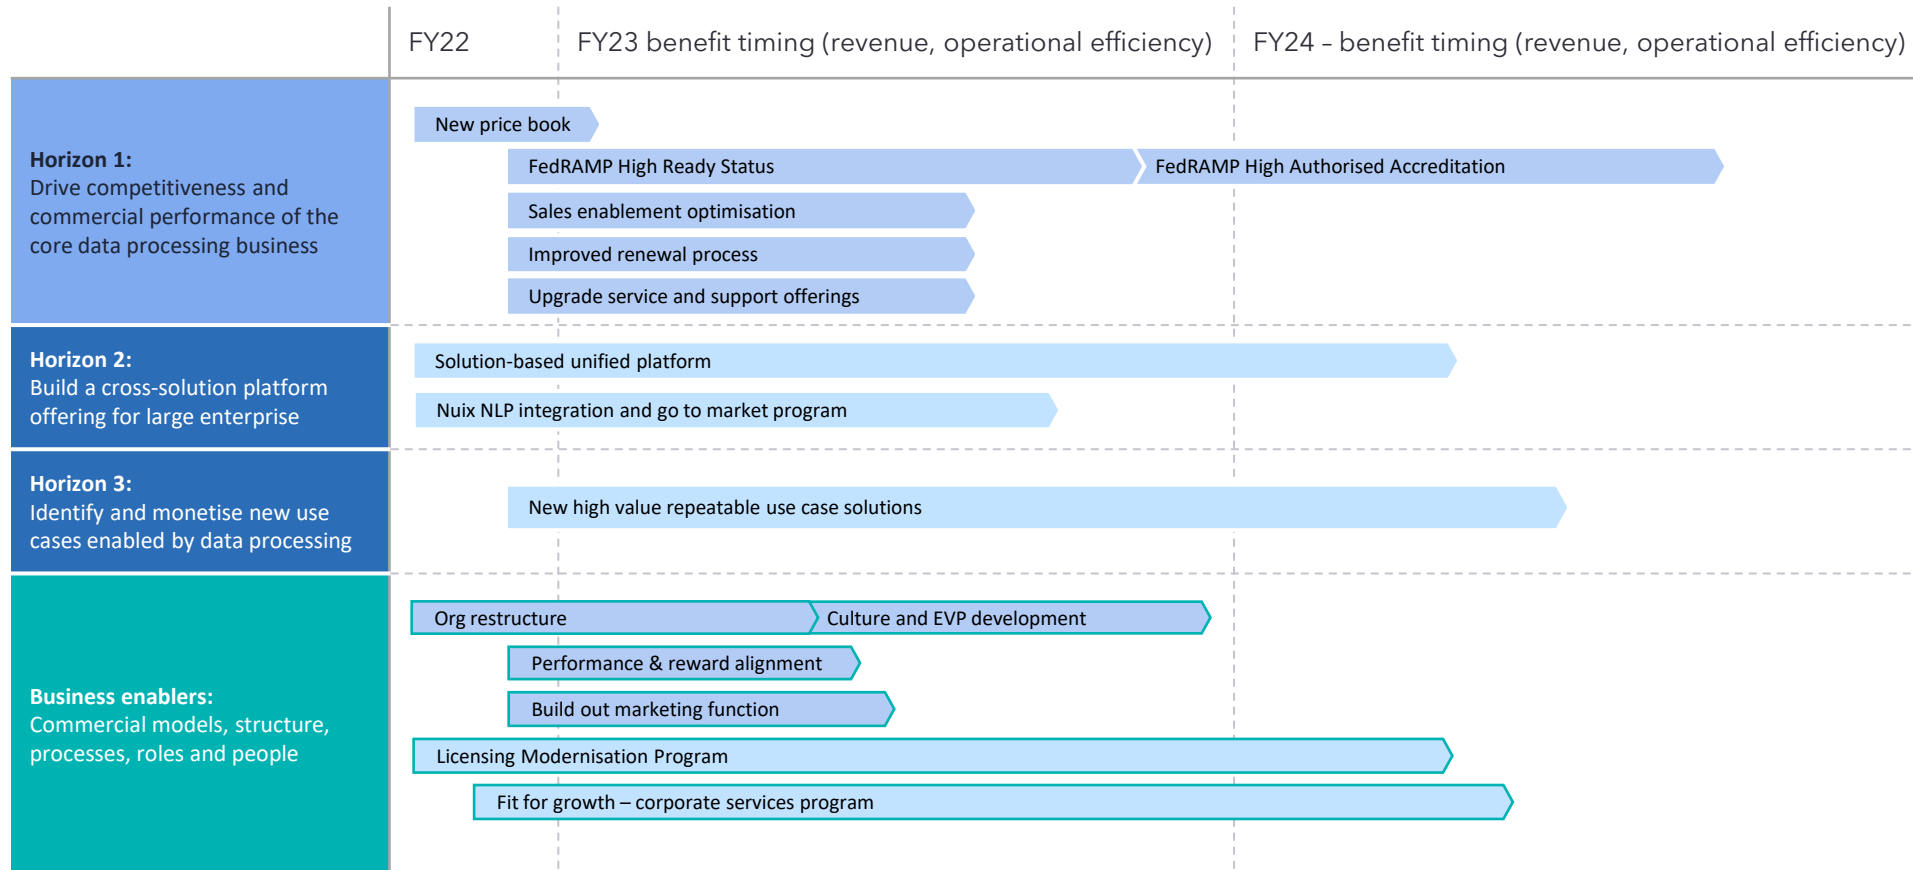 FY22
FY23 benefit timing (revenue, operational efficiency)
FY24 – benefit timing (revenue, operational efficiency)
Horizon 1:
Drive competitiveness and
commercial performance of the
core data processing business
New price book
FedRAMP High Ready Status
FedRAMP High Authorised Accreditation
Sales enablement optimisation
Improved renewal process
Upgrade service and support offerings
Horizon 2:
Build a cross-solution platform
offering for large enterprise
Solution-based unified platform
Nuix NLP integration and go to market program
Horizon 3:
Identify and monetise new use
cases enabled by data processing
New high value repeatable use case solutions
Business enablers:
Commercial models, structure,
processes, roles and people
Org restructure
Culture and EVP development
Performance & reward alignment
Build out marketing function
Licensing Modernisation Program
Fit for growth – corporate services program